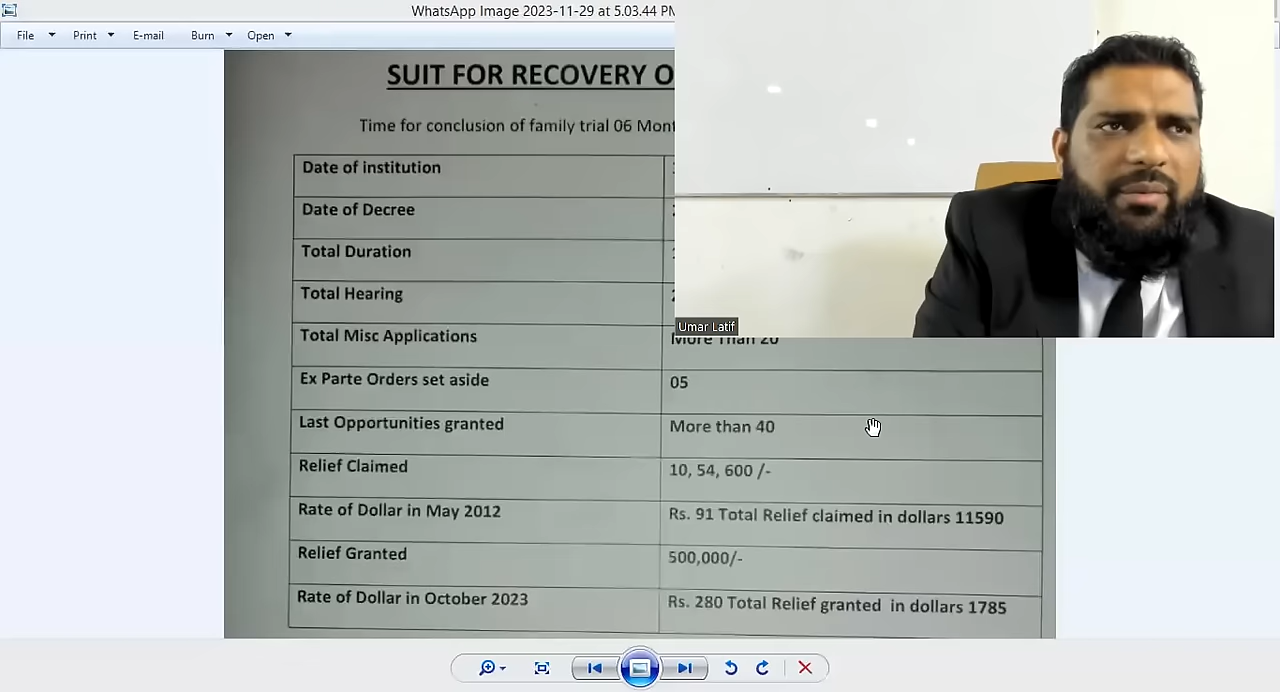 WhatsApp Image 2023-11-29 at 5.03.44 PM
File Print E-mail Burn Open
SUIT FOR RECOVERY O
Time for conclusion of family trial 06 Mont
Date of institution
Date of Decree
Total Duration
Total Hearing
Umar Latif
Total Misc Applications More Than 20
Ex Parte Orders set aside 05
Last Opportunities granted More than 40
Relief Claimed 10, 54, 600 /-
Rate of Dollar in May 2012 Rs. 91 Total Relief claimed in dollars 11590
Relief Granted 500,000/-
Rate of Dollar in October 2023 Rs. 280 Total Relief granted in dollars 1785